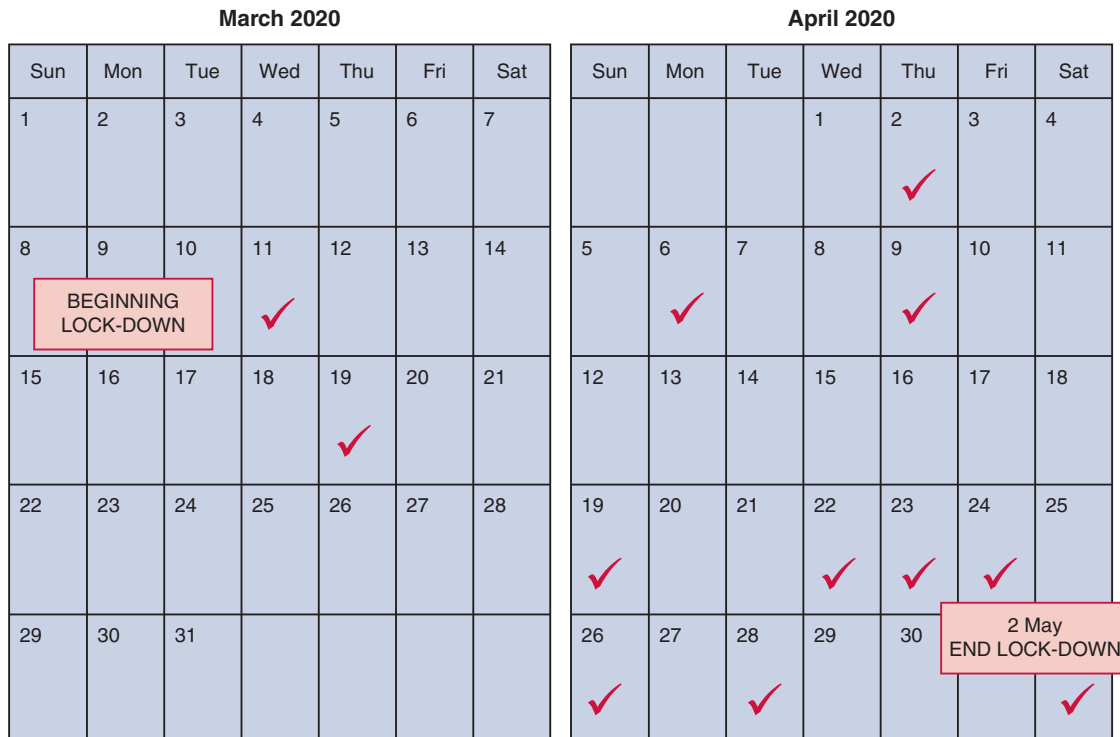 March 2020
Sun Mon Tue Wed Thu Fri Sat
1 2 3 4 5 6 7
8 9 10 11 12 13 14
BEGINNING
LOCK-DOWN
15 16 17 18 19 20 21
22 23 24 25 26 27 28
29 30 31
April 2020
Sun Mon Tue Wed Thu Fri Sat
1 2 3 4
5 6 7 8 9 10 11
12 13 14 15 16 17 18
19 20 21 22 23 24 25
26 27 28 29 30
2 May
END LOCK-DOWN